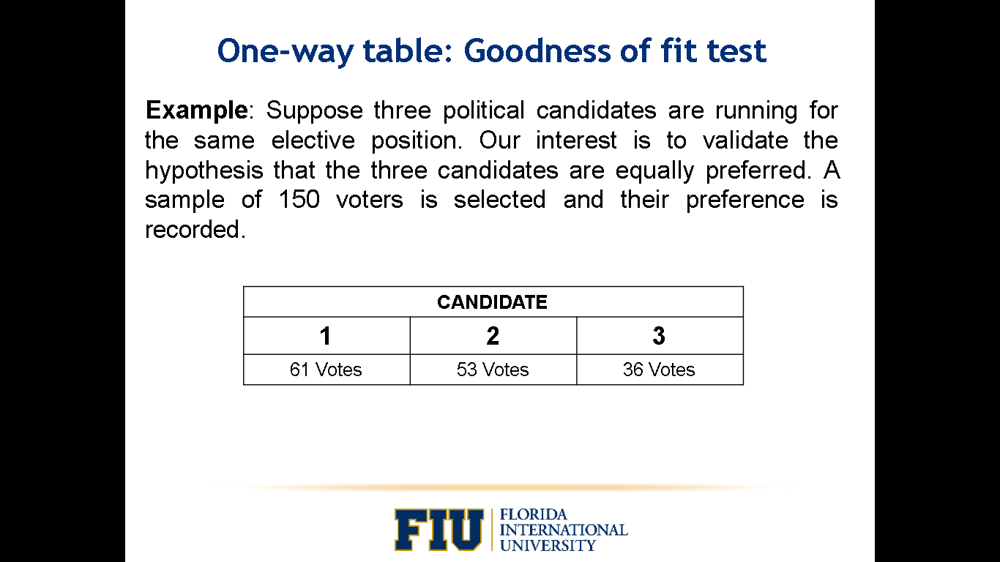 One-way table: Goodness of fit test
Example: Suppose three political candidates are running for
the same elective position. Our interest is to validate the
hypothesis that the three candidates are equally preferred. A
sample of 150 voters is selected and their preference is
recorded.
CANDIDATE
1 2 3
61 Votes 53 Votes 36 Votes
FIU
FLORIDA
INTERNATIONAL
UNIVERSITY